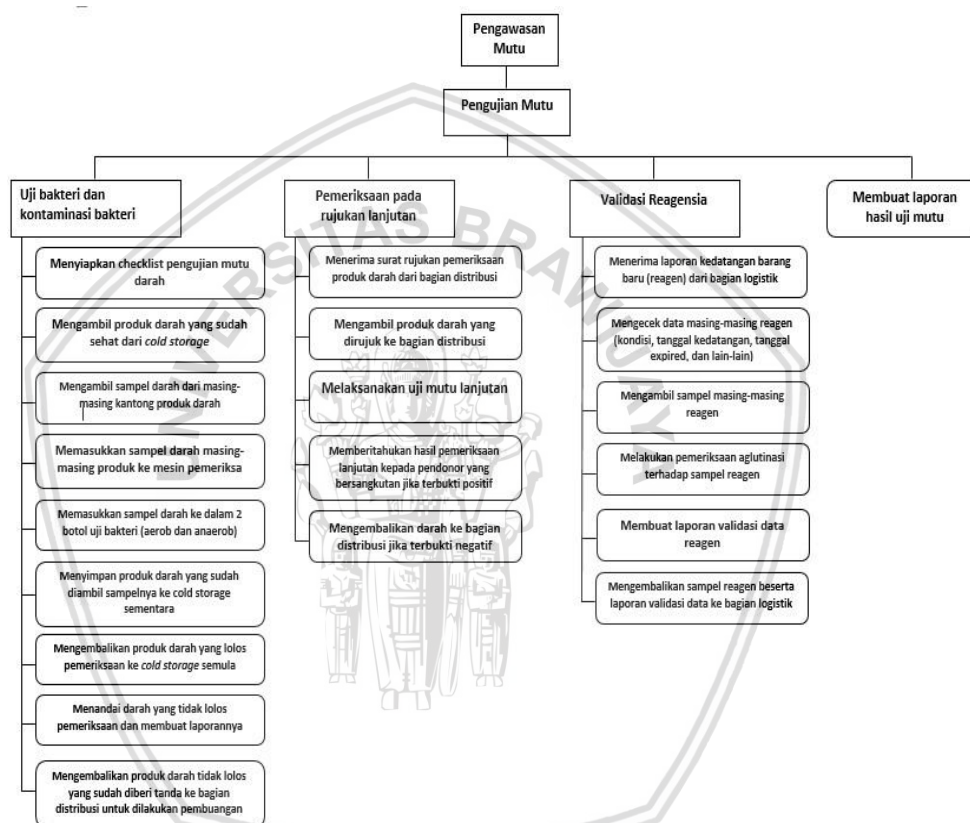 Pengawasan
Mutu
Pengujian Mutu
Uji bakteri dan
kontaminasi bakteri
Menyiapkan checklist pengujian mutu
darah
Mengambil produk darah yang sudah
sehat dari cold storage
Mengambil sampel darah dari masing-
masing kantong produk darah
Memasukkan sampel darah masing-
masing produk ke mesin pemeriksa
Memasukkan sampel darah ke dalam 2
botol uji bakteri (aerob dan anaerob)
Menyimpan produk darah yang sudah
diambil sampelnya ke cold storage
sementara
Mengembalikan produk darah yang lolos
pemeriksaan ke cold storage semula
Menandai darah yang tidak lolos
pemeriksaan dan membuat laporannya
Mengembalikan produk darah tidak lolos
yang sudah diberi tanda ke bagian
distribusi untuk dilakukan pembuangan
Pemeriksaan pada
rujukan lanjutan
Menerima surat rujukan pemeriksaan
produk darah dari bagian distribusi
Mengambil produk darah yang
dirujuk ke bagian distribusi
Melaksanakan uji mutu lanjutan
Memberitahukan hasil pemeriksaan
lanjutan kepada pendonor yang
bersangkutan jika terbukti positif
Mengembalikan darah ke bagian
distribusi jika terbukti negatif
Validasi Reagensia
Menerima laporan kedatangan barang
baru (reagen) dari bagian logistik
Mengecek data masing-masing reagen
(kondisi, tanggal kedatangan, tanggal
expired, dan lain-lain)
Mengambil sampel masing-masing
reagen
Melakukan pemeriksaan aglutinasi
terhadap sampel reagen
Membuat laporan validasi data
reagen
Mengembalikan sampel reagen beserta
laporan validasi data ke bagian logistik
Membuat laporan
hasil uji mutu
UNIVERSITAS BRAWIJAYA